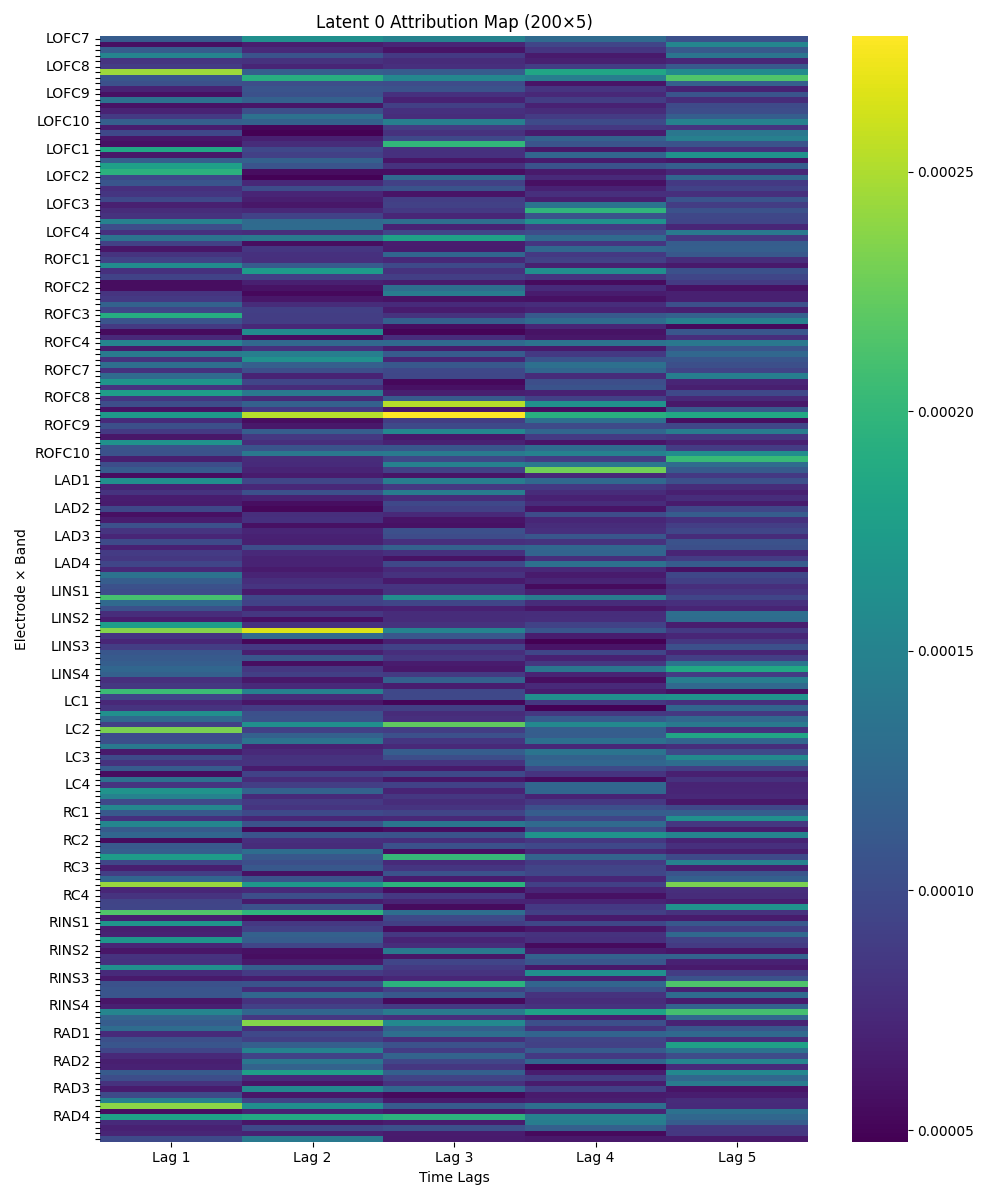 Latent 0 Attribution Map (200×5)
LOFC7
LOFC8
LOFC9
LOFC10
LOFC1
LOFC2
LOFC3
LOFC4
ROFC1
ROFC2
ROFC3
ROFC4
ROFC7
ROFC8
ROFC9
ROFC10
LAD1
LAD2
LAD3
LAD4
LINS1
LINS2
LINS3
LINS4
LC1
LC2
LC3
LC4
RC1
RC2
RC3
RC4
RINS1
RINS2
RINS3
RINS4
RAD1
RAD2
RAD3
RAD4
Electrode × Band
Lag 1
Lag 2
Lag 3
Lag 4
Lag 5
Time Lags
0.00025
0.00020
0.00015
0.00010
0.00005